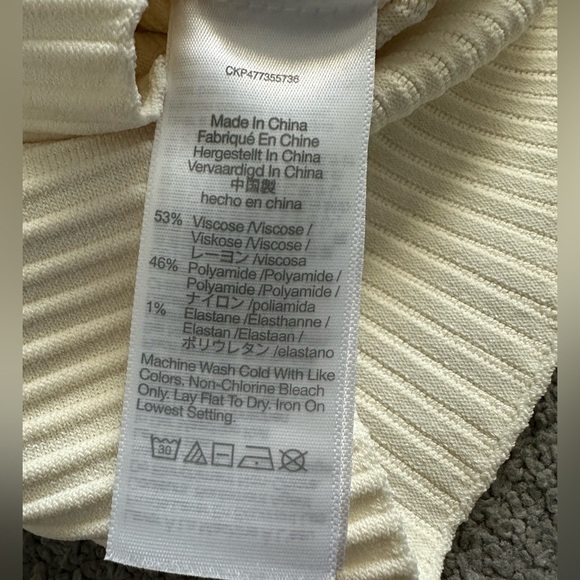 CKP477355736
Made In China
Fabriqué En Chine
Hergestellt In China
Vervaardigd In China
中国製
hecho en china
53% Viscose /Viscose /
Viskose /Viscose /
レーヨン /viscosa
46% Polyamide /Polyamide /
Polyamide /Polyamide /
ナイロン /poliamida
1% Elastane /Elasthanne /
Elastan /Elastaan /
ポリウレタン /elastano
Machine Wash Cold With Like
Colors. Non-Chlorine Bleach
Only. Lay Flat To Dry. Iron On
Lowest Setting.
30